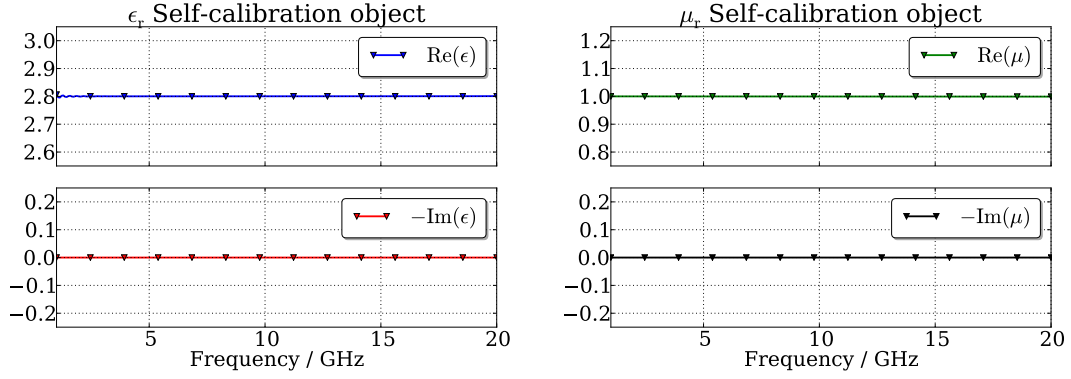 ϵr Self-calibration object
3.0
2.9
2.8
2.7
2.6
Re(ϵ)
0.2
0.1
0.0
−0.1
−0.2
−Im(ϵ)
5 10 15 20
Frequency / GHz
μr Self-calibration object
1.2
1.1
1.0
0.9
0.8
Re(μ)
0.2
0.1
0.0
−0.1
−0.2
−Im(μ)
5 10 15 20
Frequency / GHz